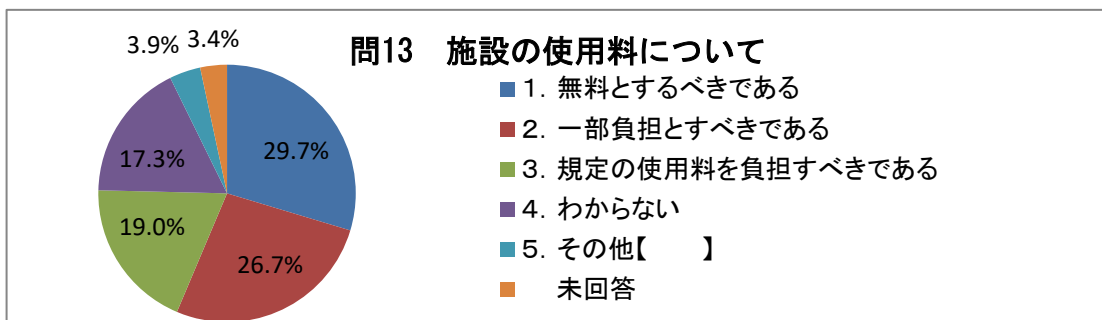 問13　施設の使用料について
3.9%
3.4%
29.7%
26.7%
19.0%
17.3%
１．無料とするべきである
２．一部負担とすべきである
３．規定の使用料を負担すべきである
４．わからない
５．その他【　　】
未回答